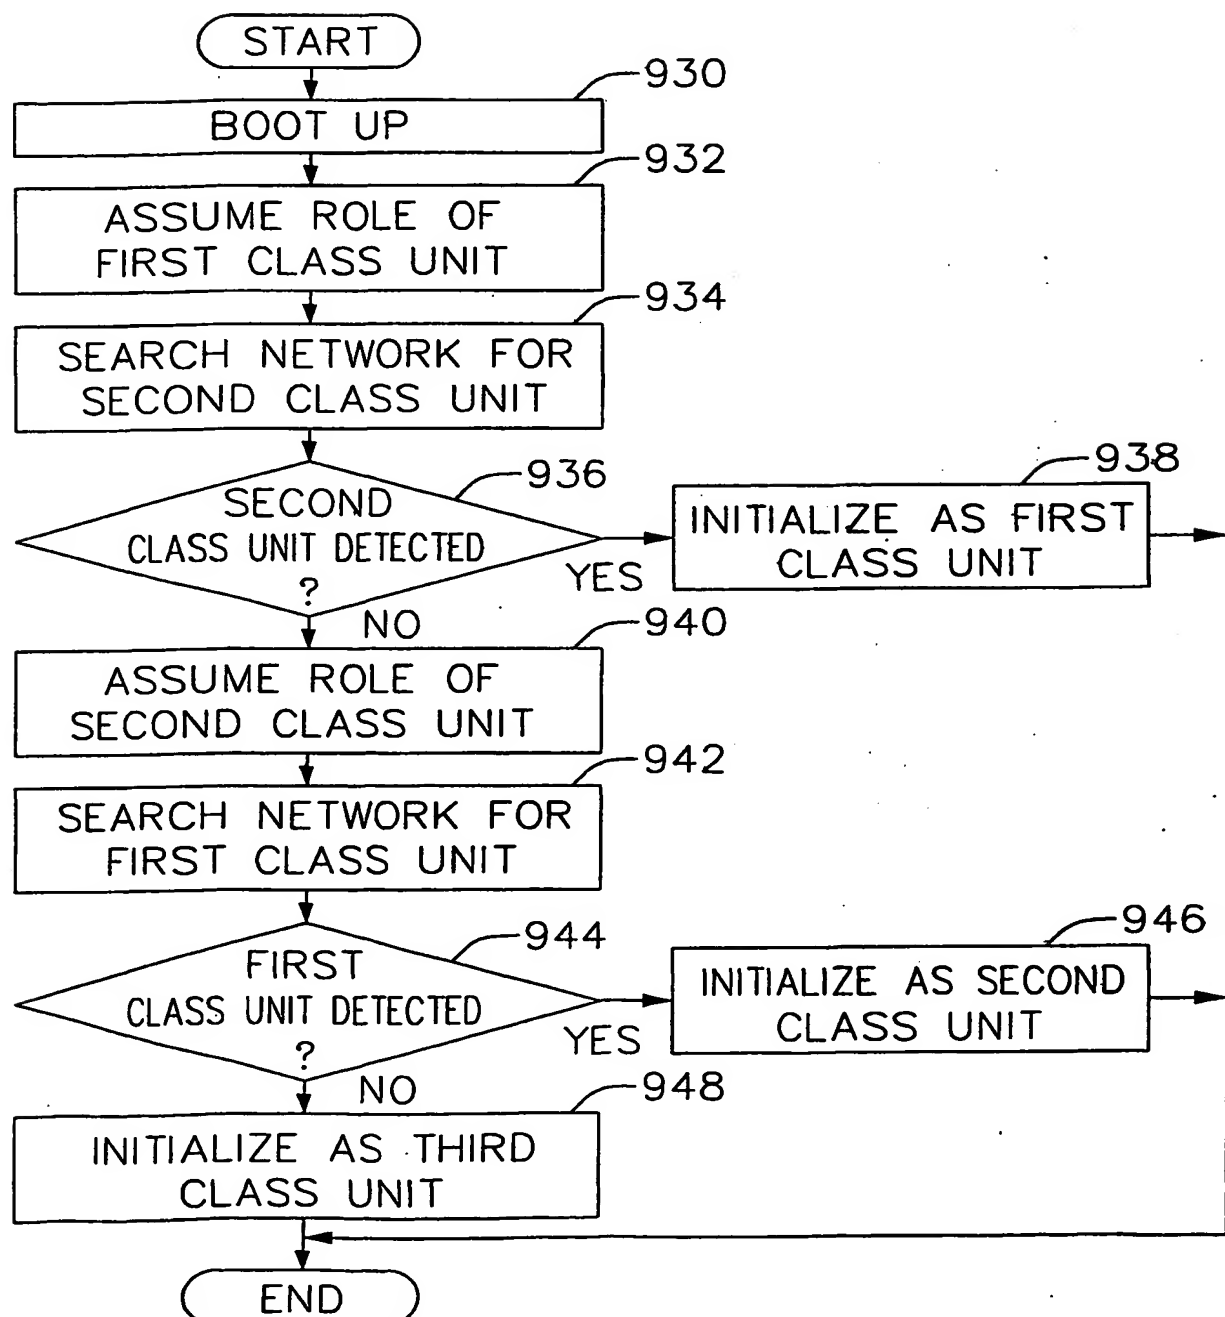 START
930
BOOT UP
932
ASSUME ROLE OF
FIRST CLASS UNIT
934
SEARCH NETWORK FOR
SECOND CLASS UNIT
936
SECOND
CLASS UNIT DETECTED
?
YES
NO
938
INITIALIZE AS FIRST
CLASS UNIT
940
ASSUME ROLE OF
SECOND CLASS UNIT
942
SEARCH NETWORK FOR
FIRST CLASS UNIT
944
FIRST
CLASS UNIT DETECTED
?
YES
NO
946
INITIALIZE AS SECOND
CLASS UNIT
948
INITIALIZE AS THIRD
CLASS UNIT
END